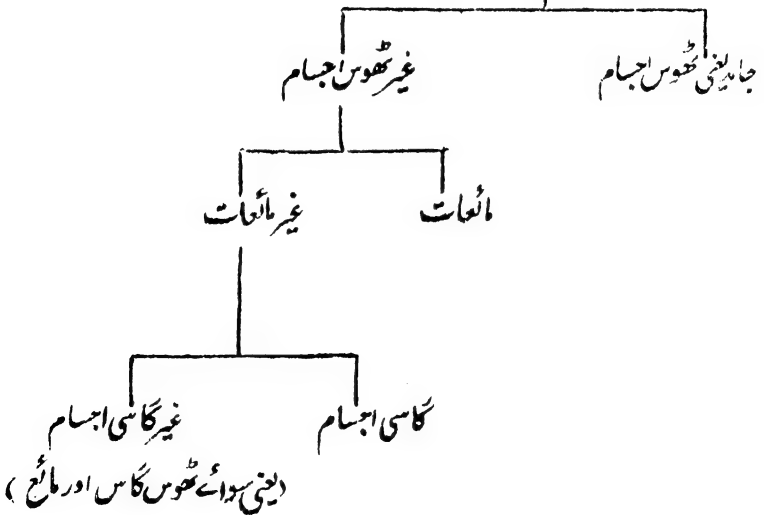 جامد یعنی ٹھوس اجسام
غیر ٹھوس اجسام
مائعات
غیر مائعات
گاسی اجسام
غیر گاسی اجسام
(یعنی سوائے ٹھوس گاس اور مائع)